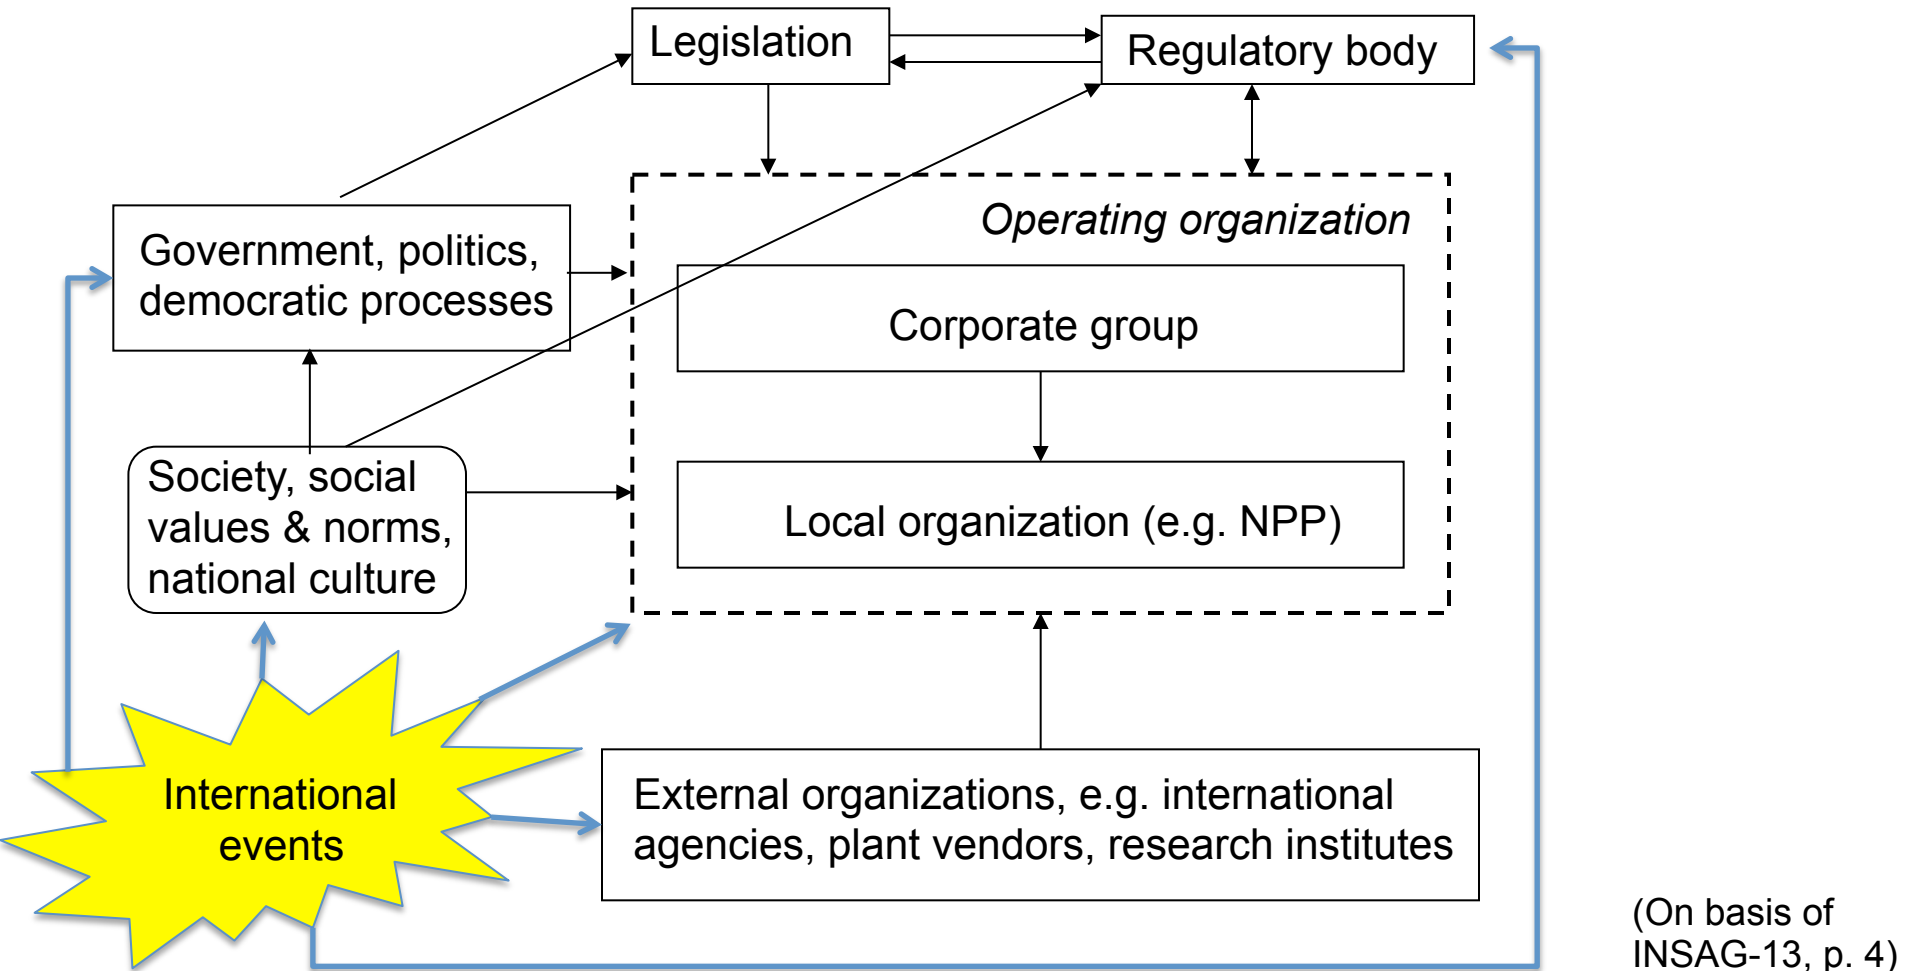 Legislation
Regulatory body
Operating organization
Government, politics,
democratic processes
Corporate group
Society, social
values & norms,
national culture
Local organization (e.g. NPP)
International
events
External organizations, e.g. international
agencies, plant vendors, research institutes
(On basis of
INSAG-13, p. 4)